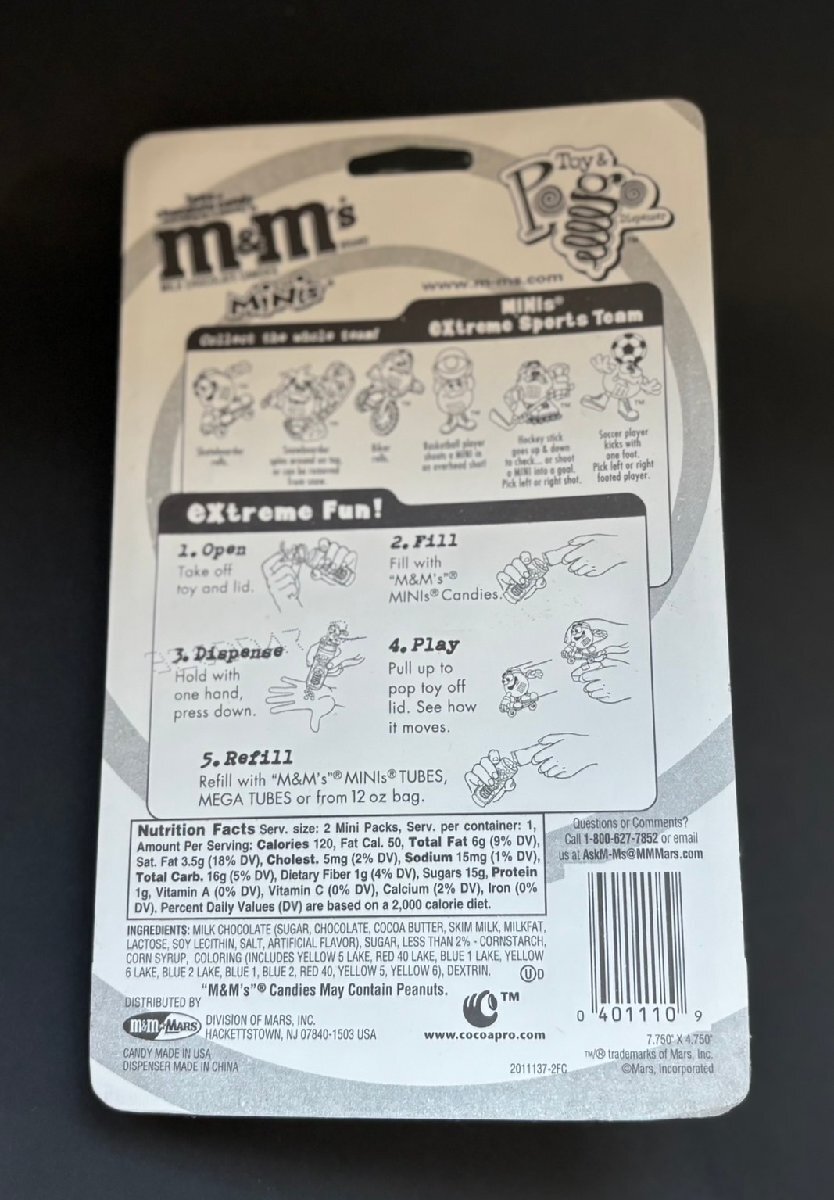 m&m's
MILK CHOCOLATE CANDIES
MINIS
Toy &
Pop
Dispenser
www.m-ms.com
MINIs®
eXtreme Sports Team
Collect the whole team!
Skateboarder
rolls.
Snowboarder
Biker
rolls.
Basketball player
shoots a MINI in
an overhead shot!
Hockey stick
goes up & down
to check... or shoot
a MINI into a goal.
Pick left or right shot.
Soccer player
kicks with
one foot.
Pick left or right
footed player.
eXtreme Fun!
1. Open
Take off
toy and lid.
2. Fill
Fill with
"M&M's"®
MINIs® Candies.
3. Dispense
Hold with
one hand,
press down.
4. Play
Pull up to
pop toy off
lid. See how
it moves.
5. Refill
Refill with "M&M's"® MINIs® TUBES,
MEGA TUBES or from 12 oz bag.
Nutrition Facts Serv. size: 2 Mini Packs, Serv. per container: 1,
Amount Per Serving: Calories 120, Fat Cal. 50, Total Fat 6g (9% DV),
Sat. Fat 3.5g (18% DV), Cholest. 5mg (2% DV), Sodium 15mg (1% DV),
Total Carb. 16g (5% DV), Dietary Fiber 1g (4% DV), Sugars 15g, Protein
1g, Vitamin A (0% DV), Vitamin C (0% DV), Calcium (2% DV), Iron (0%
DV). Percent Daily Values (DV) are based on a 2,000 calorie diet.
INGREDIENTS: MILK CHOCOLATE (SUGAR, CHOCOLATE, COCOA BUTTER, SKIM MILK, MILKFAT,
LACTOSE, SOY LECITHIN, SALT, ARTIFICIAL FLAVOR), SUGAR, LESS THAN 2% - CORNSTARCH,
CORN SYRUP, COLORING (INCLUDES YELLOW 5 LAKE, RED 40 LAKE, BLUE 1 LAKE, YELLOW
6 LAKE, BLUE 2 LAKE, BLUE 1, BLUE 2, RED 40, YELLOW 5, YELLOW 6), DEXTRIN.
ⓊD
"M&M's"® Candies May Contain Peanuts.
DISTRIBUTED BY
m&m MARS
DIVISION OF MARS, INC.
HACKETTSTOWN, NJ 07840-1503 USA
CANDY MADE IN USA
DISPENSER MADE IN CHINA
TM
www.cocoapro.com
2011137-2FC
Questions or Comments?
Call 1-800-627-7852 or email
us at AskM-Ms@MMMars.com
0 401110 9
7.750" X 4.750"
TM/® trademarks of Mars, Inc.
©Mars, Incorporated